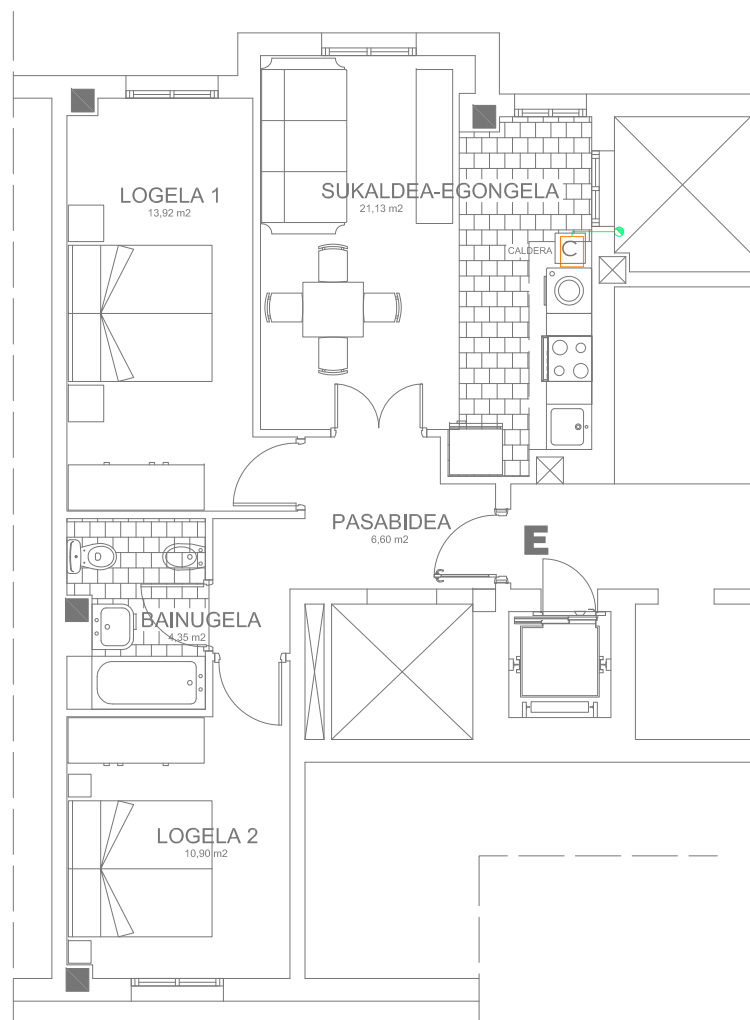 LOGELA 1
13,92 m2
SUKALDEA-EGONGELA
21,13 m2
CALDERA
C
PASABIDEA
6,60 m2
E
BAINUGELA
4,35 m2
LOGELA 2
10,90 m2